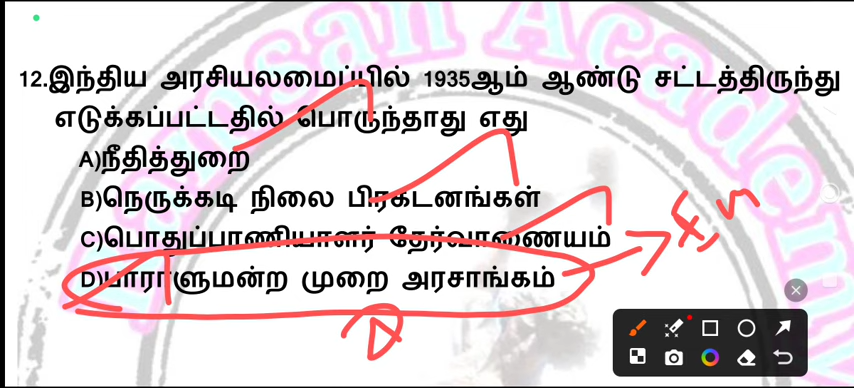 12.இந்திய அரசியலமைப்பில் 1935ஆம் ஆண்டு சட்டத்திருந்து
எடுக்கப்பட்டதில் பொருந்தாது எது
A)நீதித்துறை
B)நெருக்கடி நிலை பிரகடனங்கள்
C)பொதுப்பாணியாளர் தேர்வாணையம்
D)பாராளுமன்ற முறை அரசாங்கம்